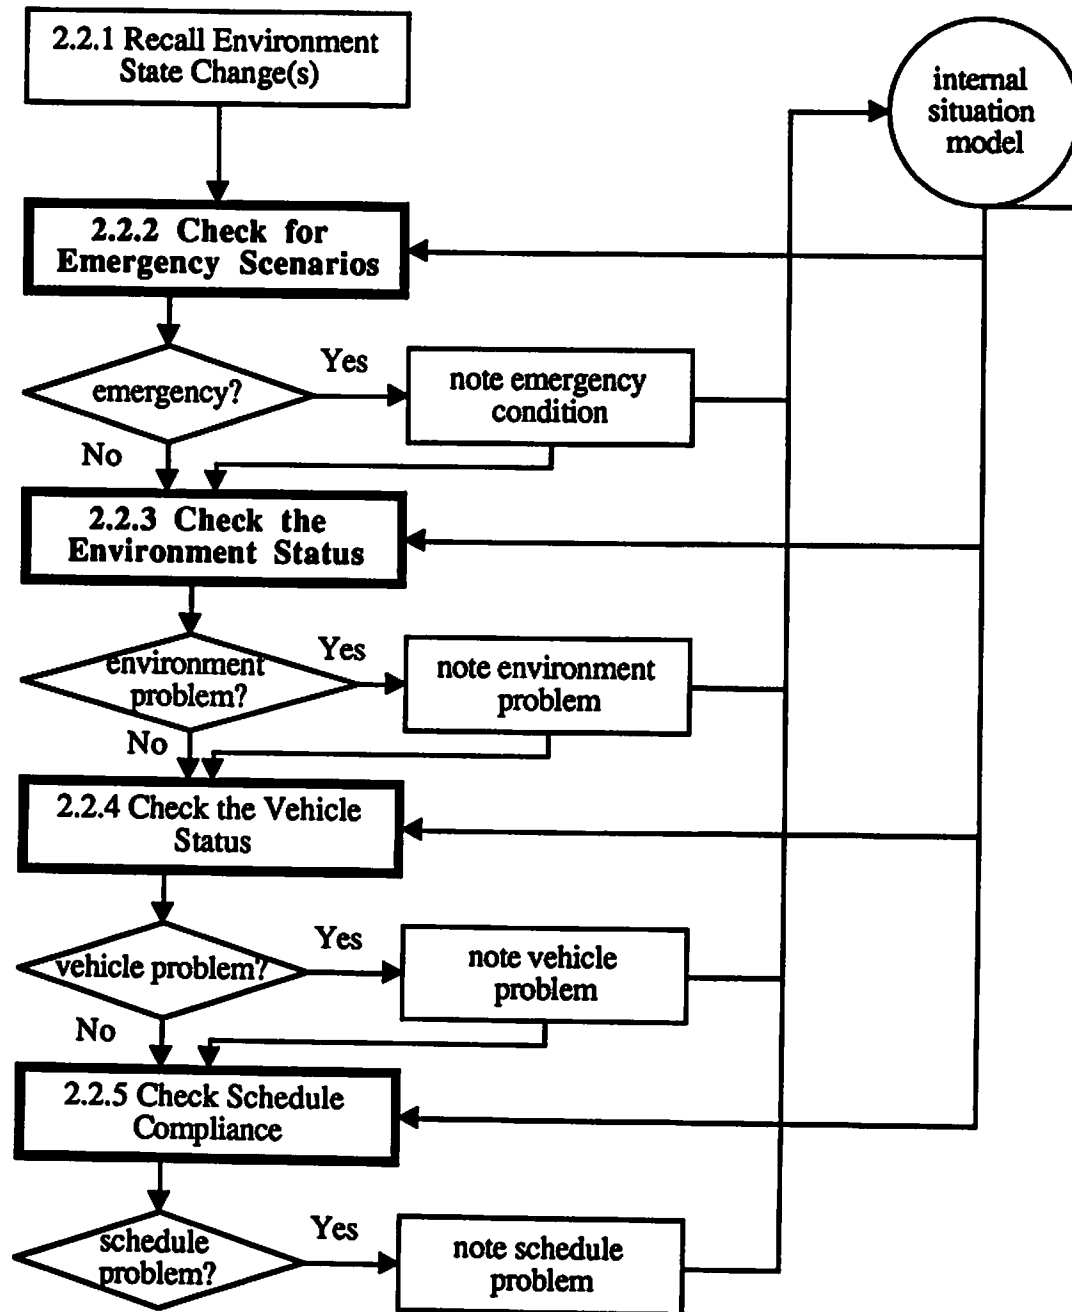 2.2.1 Recall Environment
State Change(s)
internal
situation
model
2.2.2 Check for
Emergency Scenarios
emergency?
Yes
note emergency
condition
No
2.2.3 Check the
Environment Status
environment
problem?
Yes
note environment
problem
No
2.2.4 Check the Vehicle
Status
vehicle problem?
Yes
note vehicle
problem
No
2.2.5 Check Schedule
Compliance
schedule
problem?
Yes
note schedule
problem